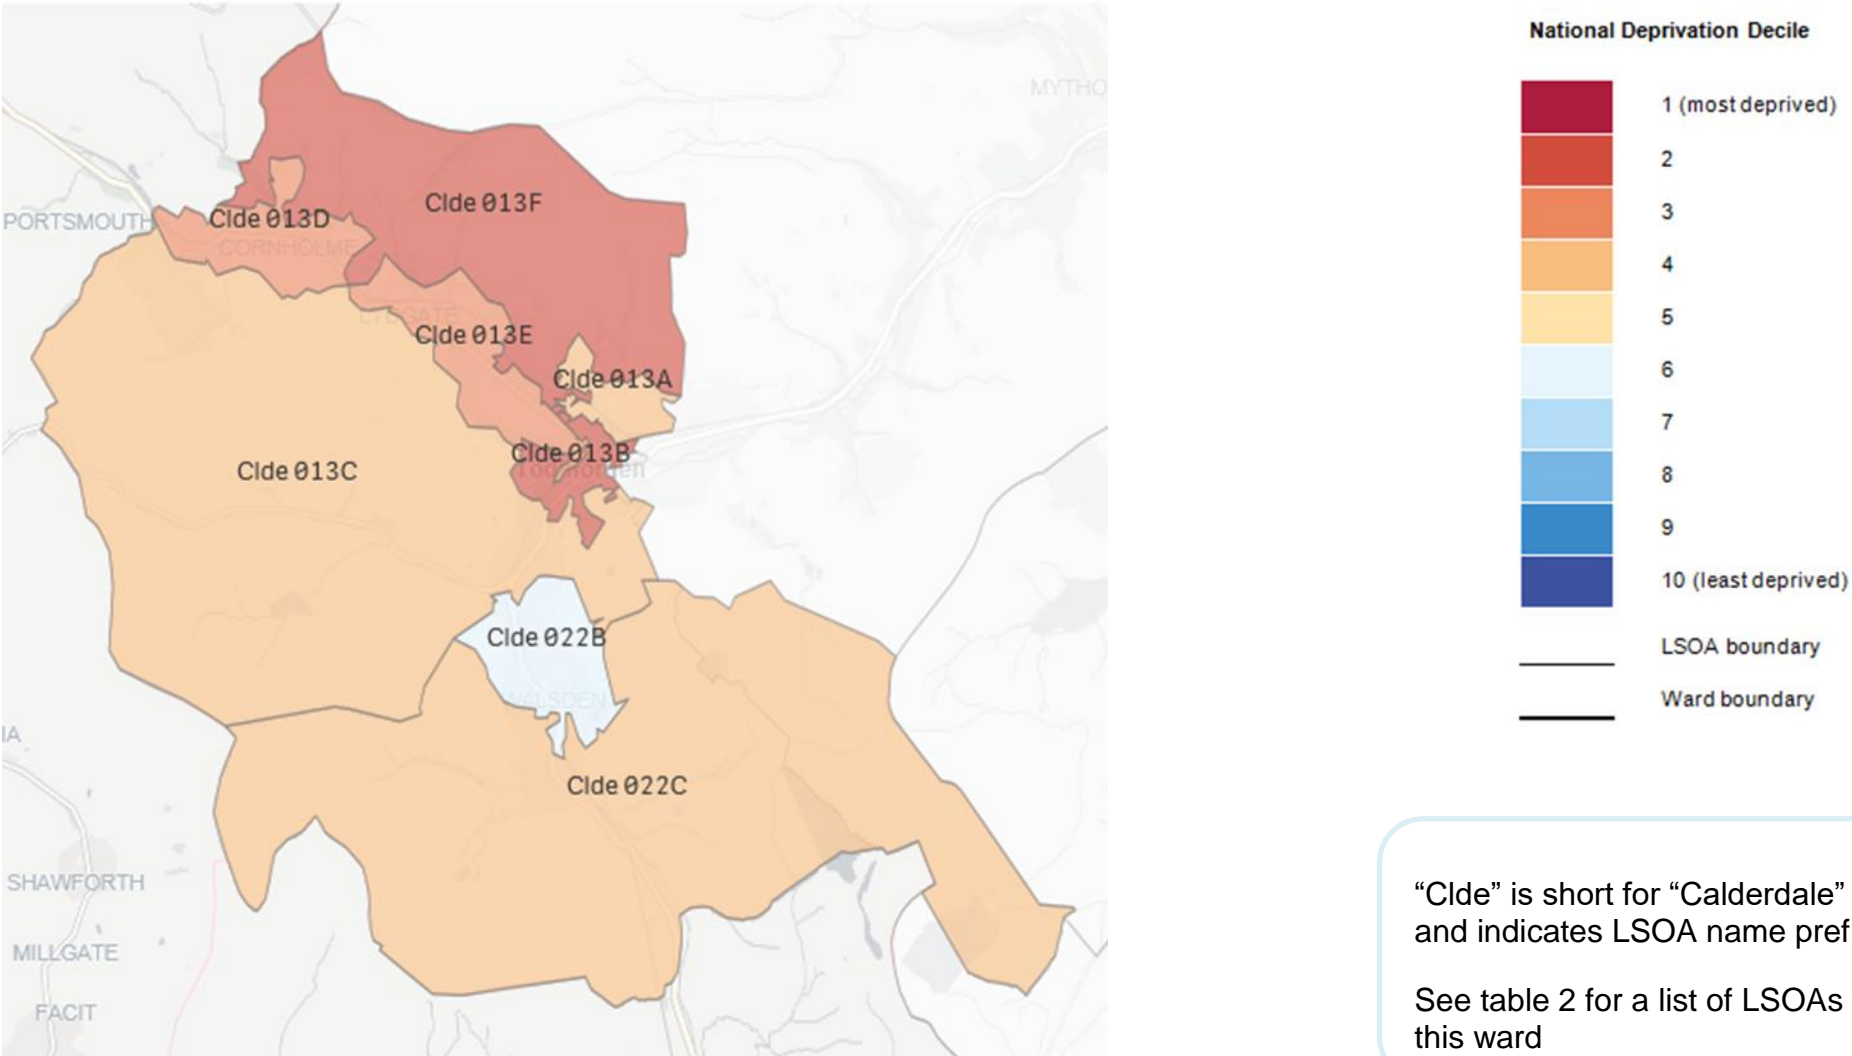 MYTHO
PORTSMOUTH
Clde 013D
Clde 013F
CORNHOLME
LYDGATE
Clde 013E
Clde 013A
Clde 013B
Todmorden
Clde 013C
Clde 022B
WALSDEN
IA
Clde 022C
SHAWFORTH
MILLGATE
FACIT
National Deprivation Decile
1 (most deprived)
2
3
4
5
6
7
8
9
10 (least deprived)
LSOA boundary
Ward boundary
“Clde” is short for “Calderdale”
and indicates LSOA name pref
See table 2 for a list of LSOAs
this ward